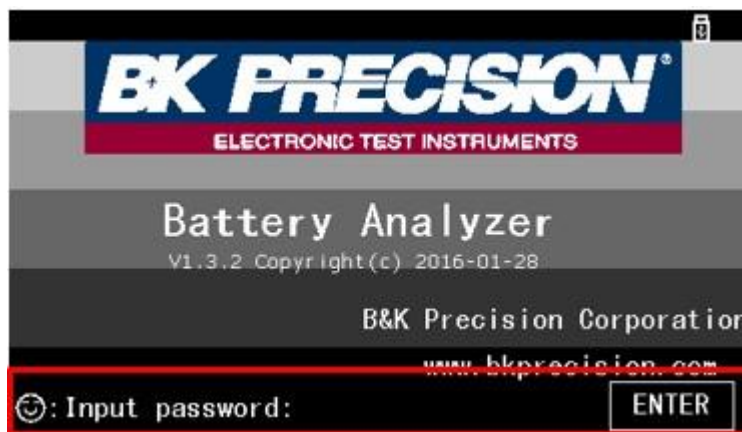 BK PRECISION®
ELECTRONIC TEST INSTRUMENTS
Battery Analyzer
V1.3.2 Copyright(c) 2016-01-28
B&K Precision Corporation
www.bkprecision.com
:Input password:
ENTER